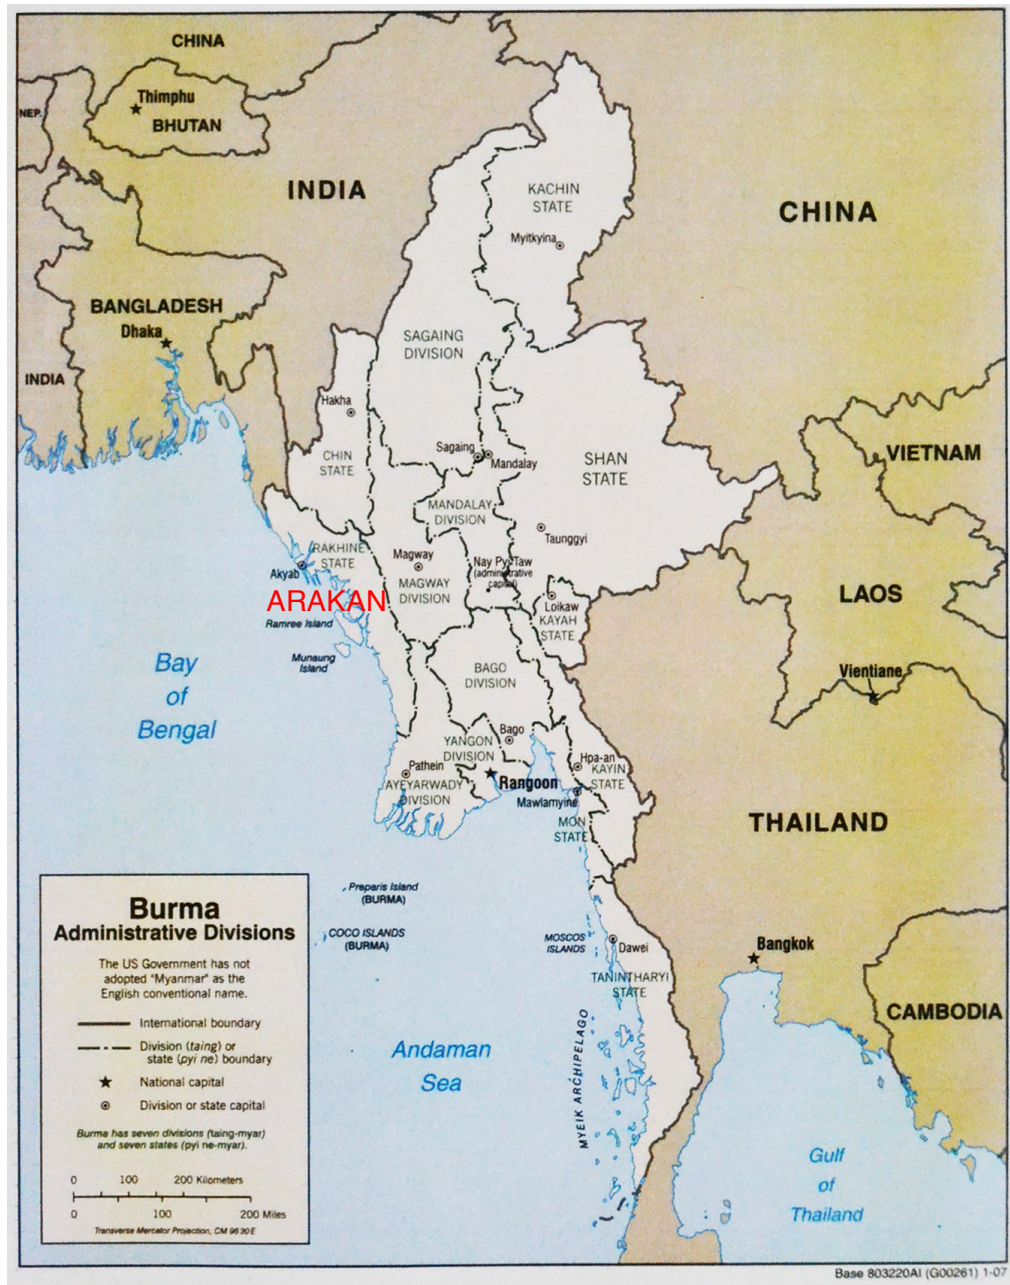 CHINA
Thimphu
NEP.
BHUTAN
INDIA
KACHIN
STATE
CHINA
Myitkyina
BANGLADESH
Dhaka
SAGAING
DIVISION
INDIA
Hakha
Sagaing
Mandalay
CHIN
STATE
SHAN
STATE
VIETNAM
MANDALAY
DIVISION
Taunggyi
RAKHINE
STATE
Magway
Nay Pyi Taw
(administrative
capital)
Akyab
MAGWAY
DIVISION
LAOS
ARAKAN
Loikaw
KAYAH
STATE
Ramree Island
Munaung
Island
Bay
of
Bengal
BAGO
DIVISION
Vientiane
Bago
YANGON
DIVISION
Pathein
Hpa-an
KAYIN
STATE
Rangoon
AYEYARWADY
DIVISION
Mawlamyine
MON
STATE
THAILAND
Preparis Island
(BURMA)
COCO ISLANDS
(BURMA)
MOSCOS
ISLANDS
Dawei
Bangkok
TANINTHARYI
STATE
CAMBODIA
MYEIK ARCHIPELAGO
Andaman
Sea
Gulf
of
Thailand
Burma
Administrative Divisions
The US Government has not
adopted "Myanmar" as the
English conventional name.
International boundary
Division (taing) or
state (pyi ne) boundary
National capital
Division or state capital
Burma has seven divisions (taing-myar)
and seven states (pyi ne-myar).
0 100 200 Kilometers
0 100 200 Miles
Transverse Mercator Projection, CM 96 30 E
Base 803220AI (G00261) 1-07